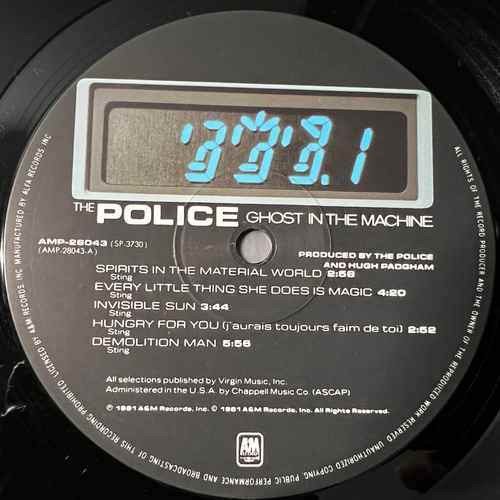 THE POLICE GHOST IN THE MACHINE
AMP-28043 (SP-3730)
(AMP-28043-A)
PRODUCED BY THE POLICE
AND HUGH PADGHAM
SPIRITS IN THE MATERIAL WORLD 2:58
Sting
EVERY LITTLE THING SHE DOES IS MAGIC 4:20
Sting
INVISIBLE SUN 3:44
Sting
HUNGRY FOR YOU (j'aurais toujours faim de toi) 2:52
Sting
DEMOLITION MAN 5:56
Sting
All selections published by Virgin Music, Inc.
Administered in the U.S.A. by Chappell Music Co. (ASCAP)
℗ 1981 A&M Records, Inc. © 1981 A&M Records, Inc. All Rights Reserved.
A&M
ALL RIGHTS OF THE RECORD PRODUCER AND THE OWNER OF THE RECORDED WORK RESERVED UNAUTHORIZED COPYING, PUBLIC PERFORMANCE AND BROADCASTING OF THIS RECORDING PROHIBITED LICENSED BY A&M RECORDS, INC MANUFACTURED BY ALFA RECORDS INC